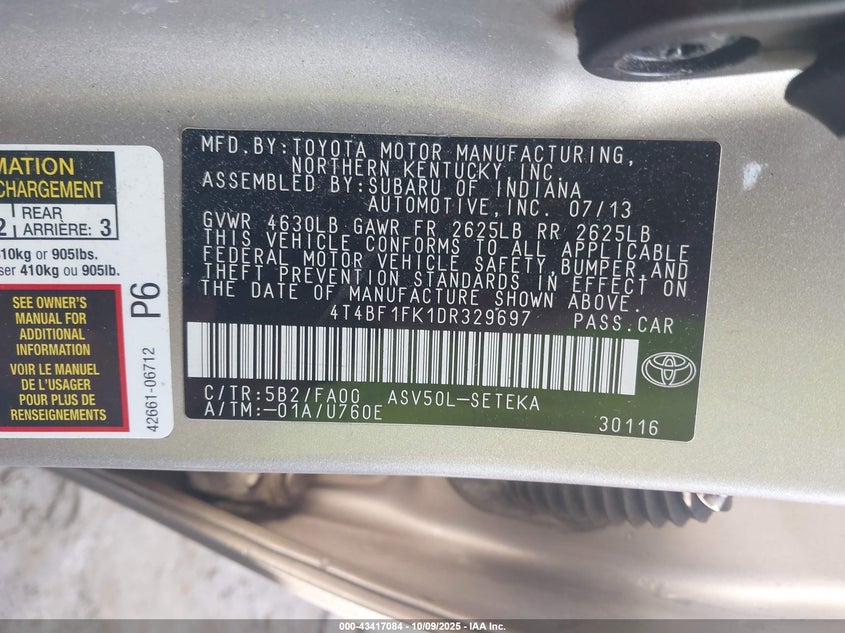 MATION
CHARGEMENT
2 REAR
ARRIÈRE: 3
410kg or 905lbs.
ser 410kg ou 905lb.
SEE OWNER'S
MANUAL FOR
ADDITIONAL
INFORMATION
VOIR LE MANUEL
DE L'USAGER
POUR PLUS DE
RENSEIGNEMENTS
P6
42661-06712
MFD.BY:TOYOTA MOTOR MANUFACTURING,
NORTHERN KENTUCKY, INC.
ASSEMBLED BY:SUBARU OF INDIANA
AUTOMOTIVE,INC. 07/13
GVWR 4630LB GAWR FR 2625LB RR 2625LB
THIS VEHICLE CONFORMS TO ALL APPLICABLE
FEDERAL MOTOR VEHICLE SAFETY,BUMPER,AND
THEFT PREVENTION STANDARDS IN EFFECT ON
THE DATE OF MANUFACTURE SHOWN ABOVE.
4T4BF1FK1DR329697 PASS.CAR
C/TR:5B2/FA00 ASV50L-SETEKA
A/TM:-01A/U760E
30116
000-43417084 - 10/09/2025 - IAA Inc.